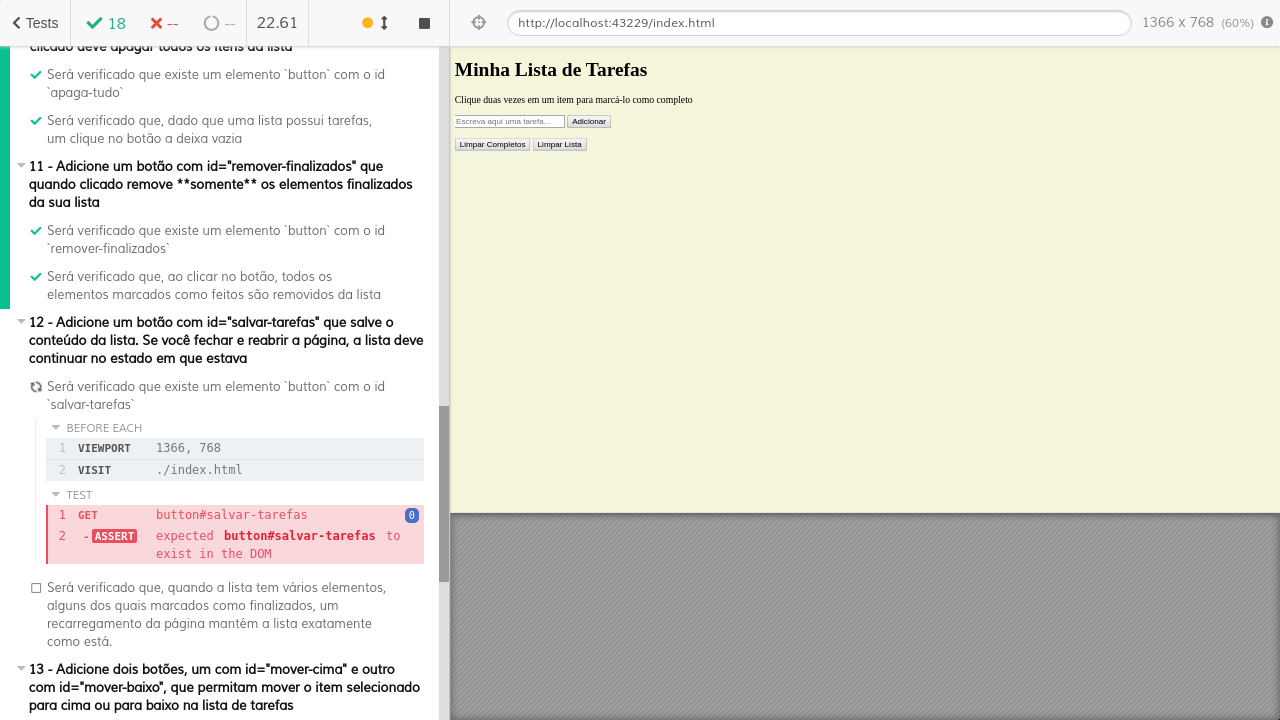 Tests
18
--
--
22.61
http://localhost:43229/index.html
1366 x 768 (60%)
clicado deve apagar todos os itens da lista
Será verificado que existe um elemento `button` com o id
`apaga-tudo`
Será verificado que, dado que uma lista possui tarefas,
um clique no botão a deixa vazia
11 - Adicione um botão com id="remover-finalizados" que
quando clicado remove **somente** os elementos finalizados
da sua lista
Será verificado que existe um elemento `button` com o id
`remover-finalizados`
Será verificado que, ao clicar no botão, todos os
elementos marcados como feitos são removidos da lista
12 - Adicione um botão com id="salvar-tarefas" que salve o
conteúdo da lista. Se você fechar e reabrir a página, a lista deve
continuar no estado em que estava
Será verificado que existe um elemento `button` com o id
`salvar-tarefas`
BEFORE EACH
1 VIEWPORT 1366, 768
2 VISIT ./index.html
TEST
1 GET button#salvar-tarefas 0
2 -ASSERT expected button#salvar-tarefas to
exist in the DOM
Será verificado que, quando a lista tem vários elementos,
alguns dos quais marcados como finalizados, um
recarregamento da página mantém a lista exatamente
como está.
13 - Adicione dois botões, um com id="mover-cima" e outro
com id="mover-baixo", que permitam mover o item selecionado
para cima ou para baixo na lista de tarefas
Minha Lista de Tarefas
Clique duas vezes em um item para marcá-lo como completo
Escreva aqui uma tarefa... Adicionar
Limpar Completos Limpar Lista